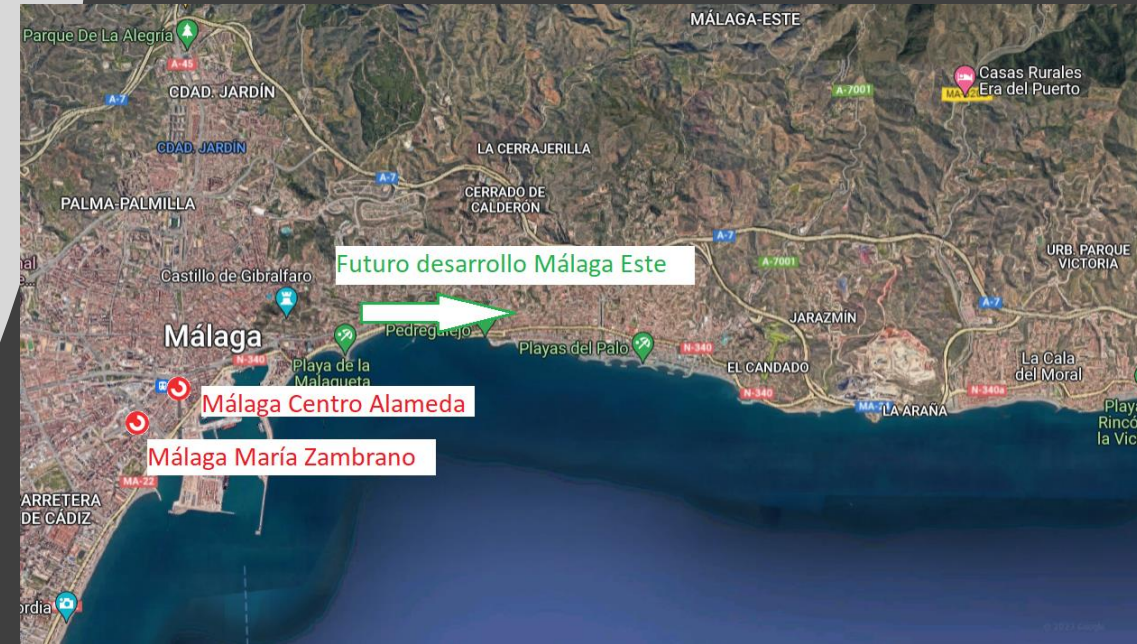 MÁLAGA-ESTE
Parque De La Alegría
A-45
Casas Rurales
Era del Puerto
A-7
CDAD. JARDÍN
A-7001
CDAD. JARDÍN
LA CERRAJERILLA
A-7
CERRADO DE
CALDERÓN
PALMA-PALMILLA
A-7
URB. PARQUE
VICTORIA
Futuro desarrollo Málaga Este
A-7001
Castillo de Gibralfaro
A-7
JARAZMÍN
Málaga
Pedregalejo
Playas del Palo
N-340
N-340
Playa de la
Malagueta
EL CANDADO
La Cala
del Moral
N-340
N-340a
Málaga Centro Alameda
LA ARAÑA
Málaga María Zambrano
MA-22
ARRETERA
DE CÁDIZ